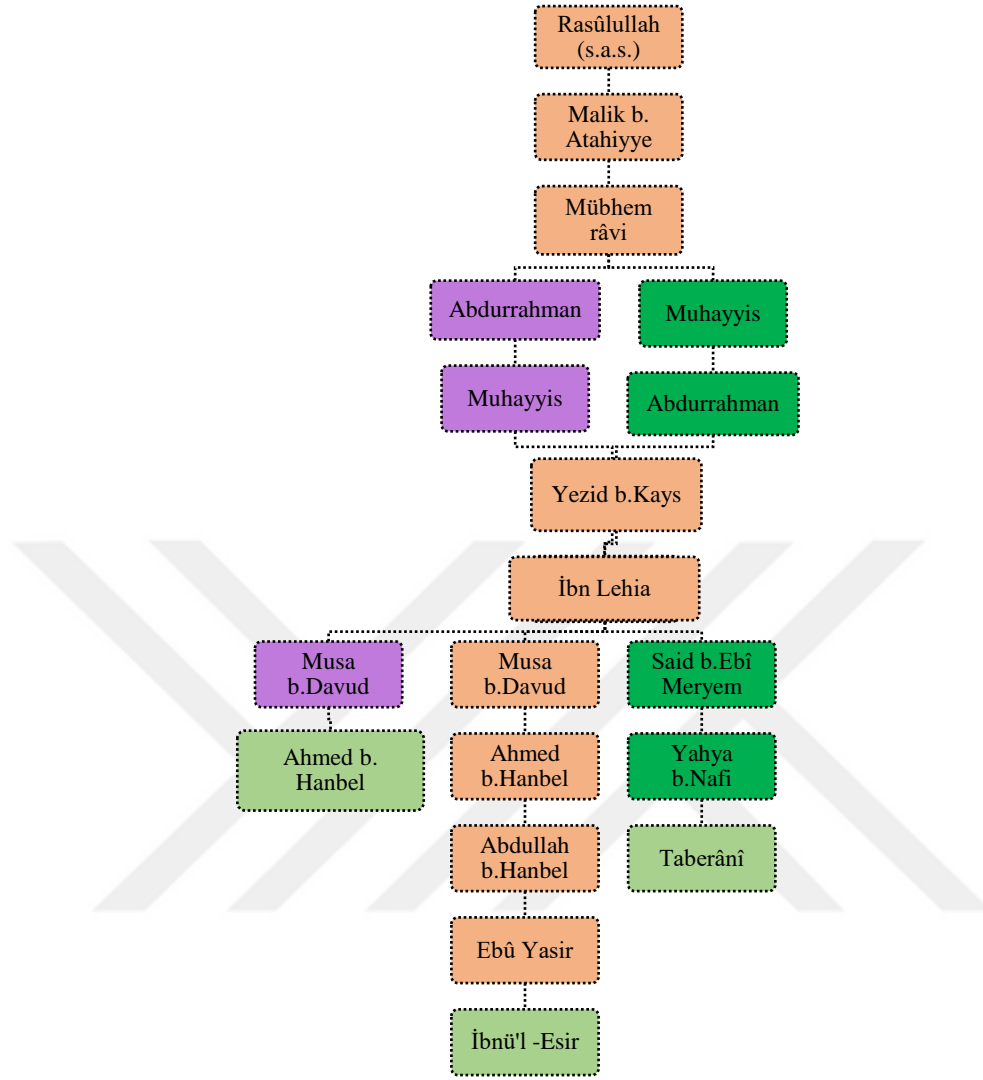 Rasûlullah
(s.a.s.)
Malik b.
Atahiyye
Mübhem
râvi
Abdurrahman
Muhayyis
Muhayyis
Abdurrahman
Yezid b.Kays
İbn Lehia
Musa
b.Davud
Musa
b.Davud
Said b.Ebî
Meryem
Ahmed b.
Hanbel
Ahmed
b.Hanbel
Yahya
b.Nafi
Abdullah
b.Hanbel
Taberânî
Ebû Yasir
İbnü'l -Esir